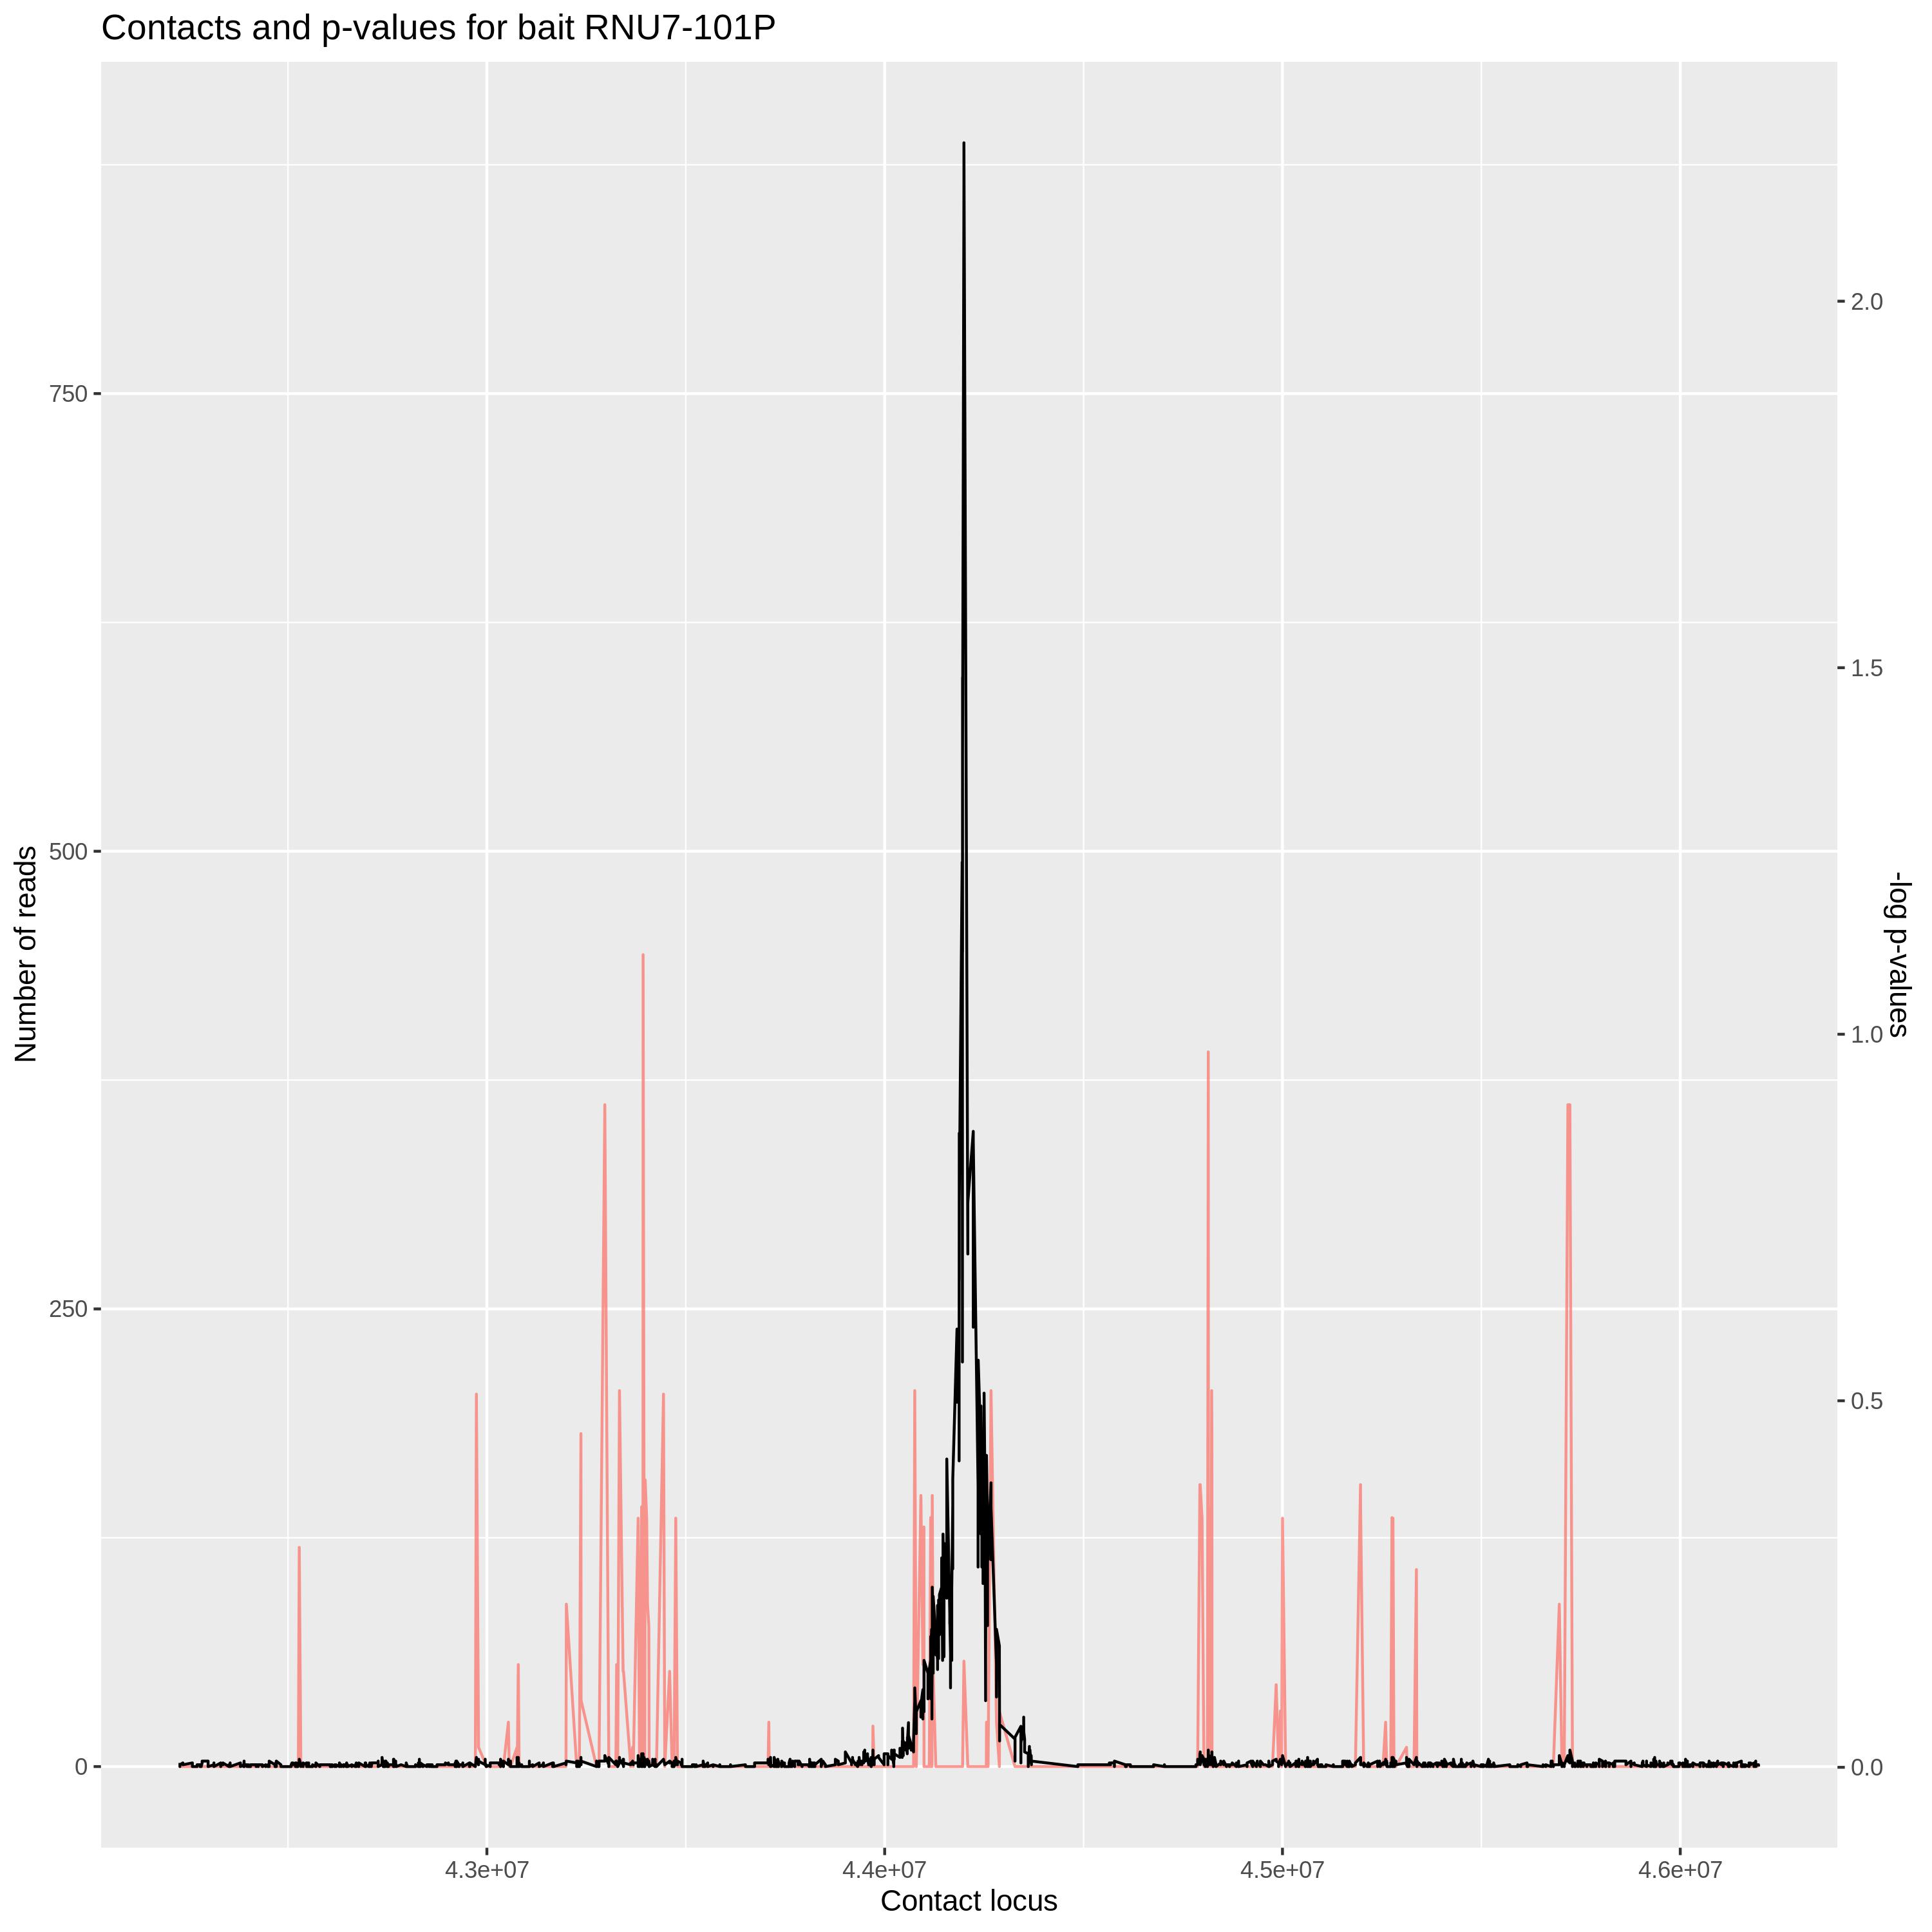 Contacts and p-values for bait RNU7-101P
750
500
250
0
Number of reads
2.0
1.5
1.0
0.5
0.0
-log p-values
4.3e+07
4.4e+07
4.5e+07
4.6e+07
Contact locus